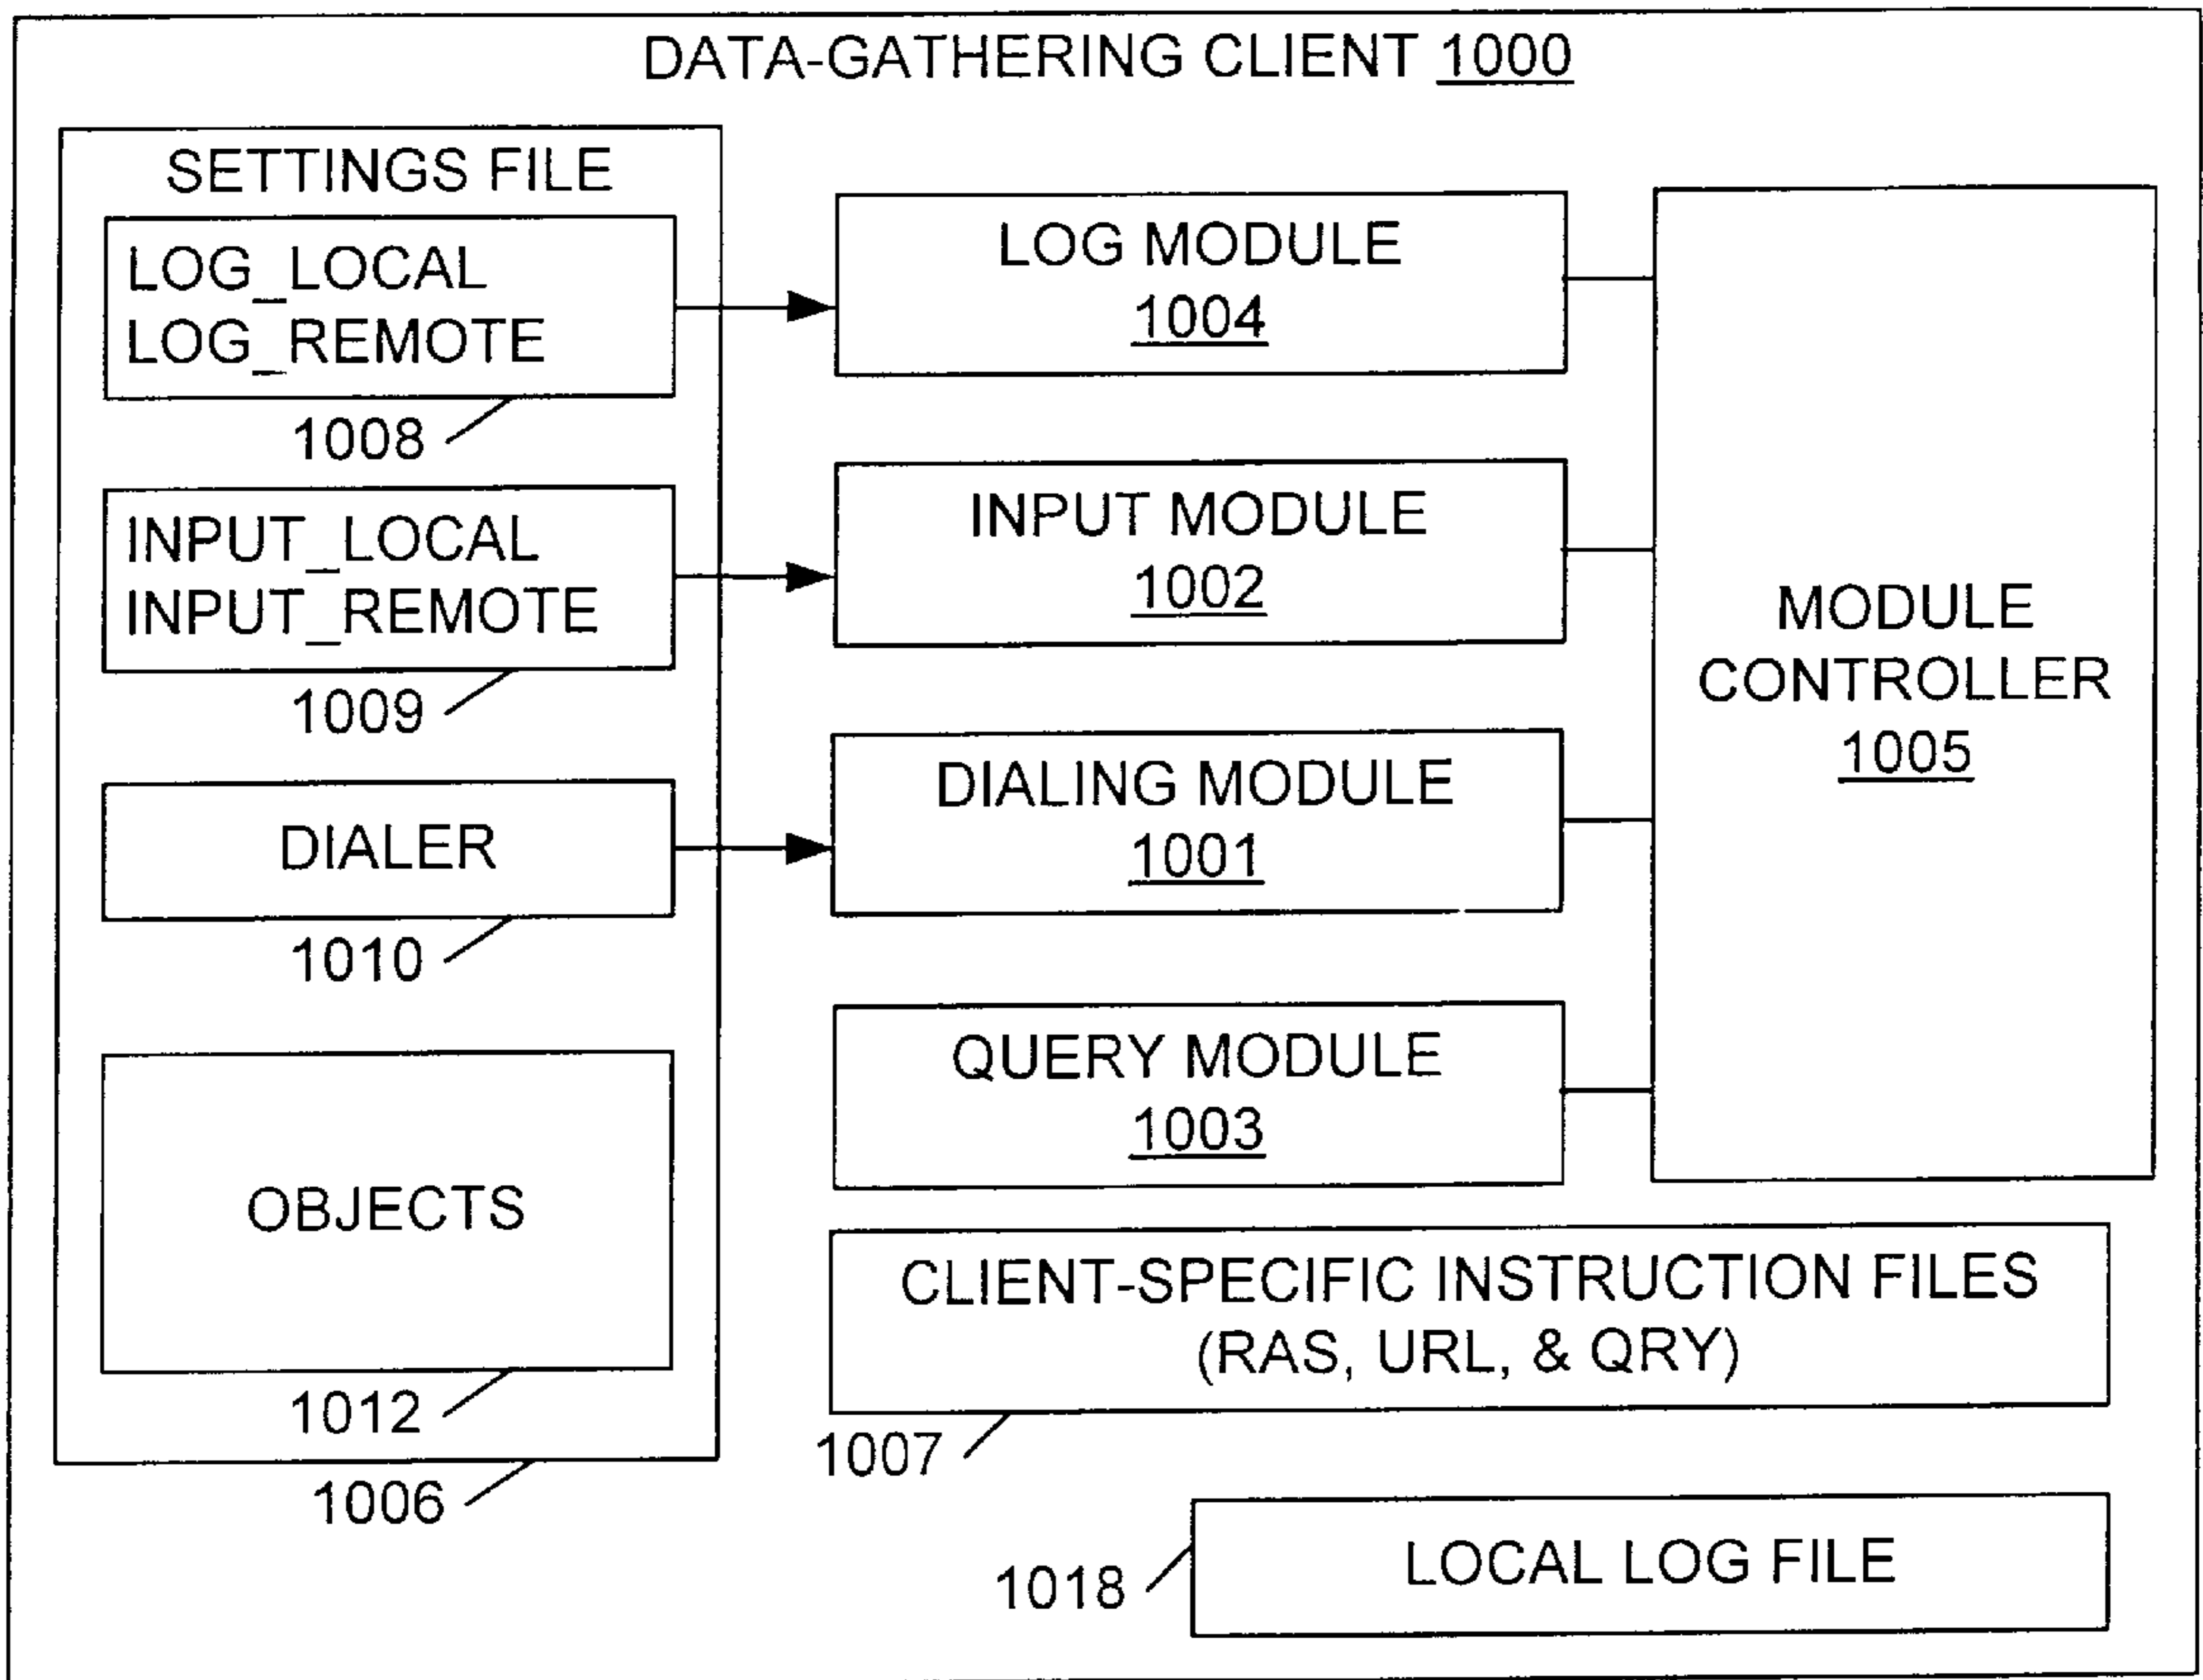 DATA-GATHERING CLIENT 1000
SETTINGS FILE
LOG_LOCAL
LOG_REMOTE
1008
INPUT_LOCAL
INPUT_REMOTE
1009
DIALER
1010
OBJECTS
1012
1006
LOG MODULE
1004
INPUT MODULE
1002
DIALING MODULE
1001
QUERY MODULE
1003
MODULE
CONTROLLER
1005
CLIENT-SPECIFIC INSTRUCTION FILES
(RAS, URL, & QRY)
1007
LOCAL LOG FILE
1018